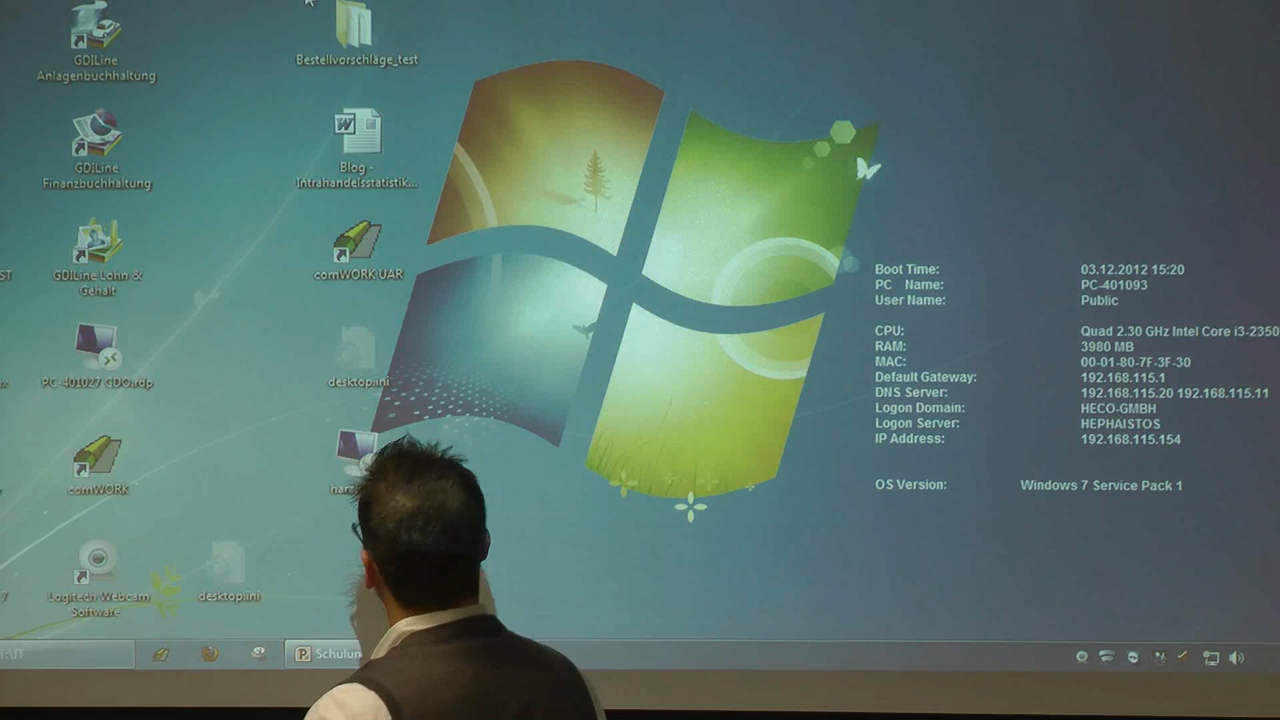 GDILine
Anlagenbuchhaltung
Bestellvorschläge_test
GDILine
Finanzbuchhaltung
Blog -
Intrahandelsstatistik...
GDILine Lohn &
Gehalt
comWORK UAR
PC-401027 GDO.rdp
desktop.ini
comWORK
Logitech Webcam
Software
desktop.ini
Boot Time: 03.12.2012 15:20
PC Name: PC-401093
User Name: Public
CPU: Quad 2.30 GHz Intel Core i3-2350
RAM: 3980 MB
MAC: 00-01-80-7F-3F-30
Default Gateway: 192.168.115.1
DNS Server: 192.168.115.20 192.168.115.11
Logon Domain: HECO-GMBH
Logon Server: HEPHAISTOS
IP Address: 192.168.115.154
OS Version: Windows 7 Service Pack 1
Schulun